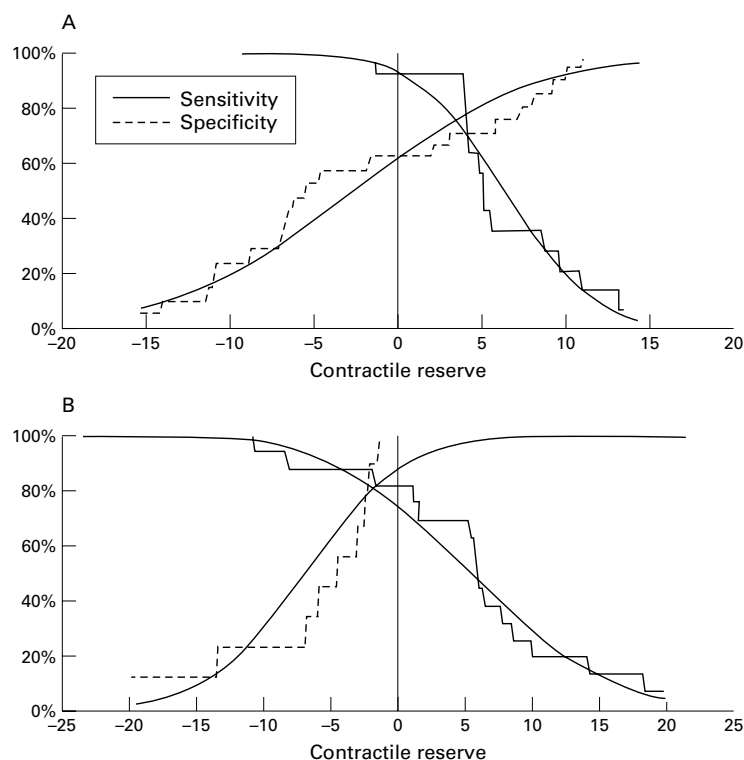 A
100%
80%
60%
40%
20%
0%
Sensitivity
Specificity
–20 –15 –10 –5 0 5 10 15 20
Contractile reserve
B
100%
80%
60%
40%
20%
0%
–25 –20 –15 –10 –5 0 5 10 15 20 25
Contractile reserve